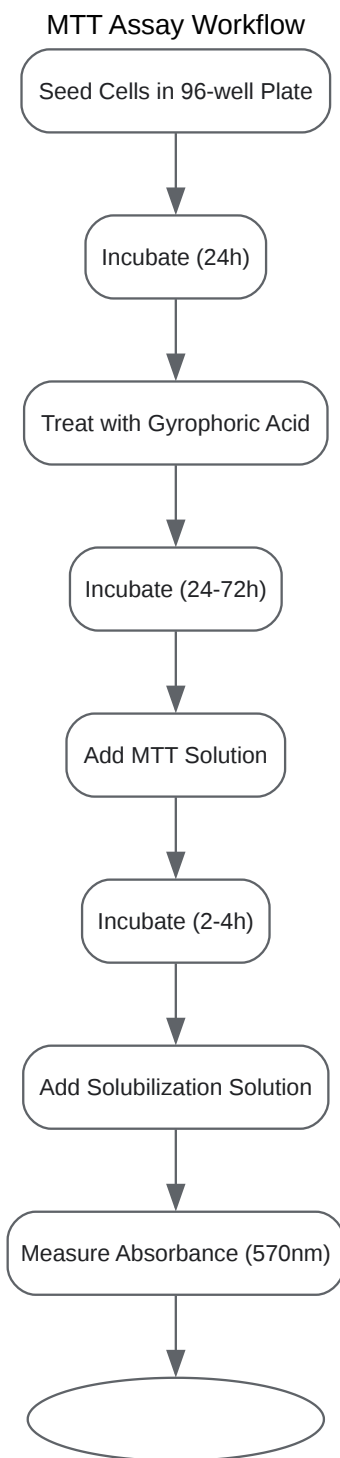 MTT Assay Workflow
Seed Cells in 96-well Plate
Incubate (24h)
Treat with Gyrophoric Acid
Incubate (24-72h)
Add MTT Solution
Incubate (2-4h)
Add Solubilization Solution
Measure Absorbance (570nm)